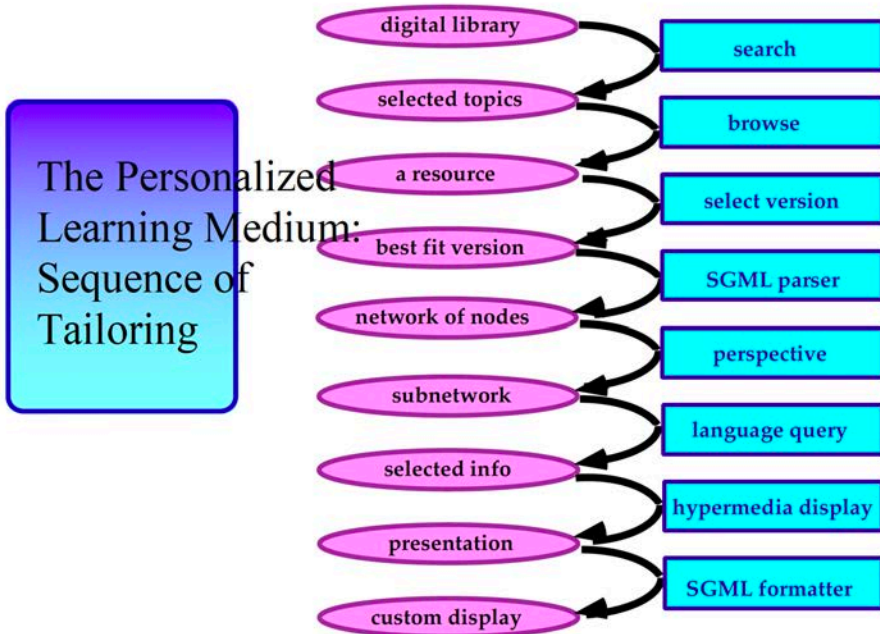 The Personalized
Learning Medium:
Sequence of
Tailoring
digital library
search
selected topics
browse
a resource
select version
best fit version
SGML parser
network of nodes
perspective
subnetwork
language query
selected info
hypermedia display
presentation
SGML formatter
custom display